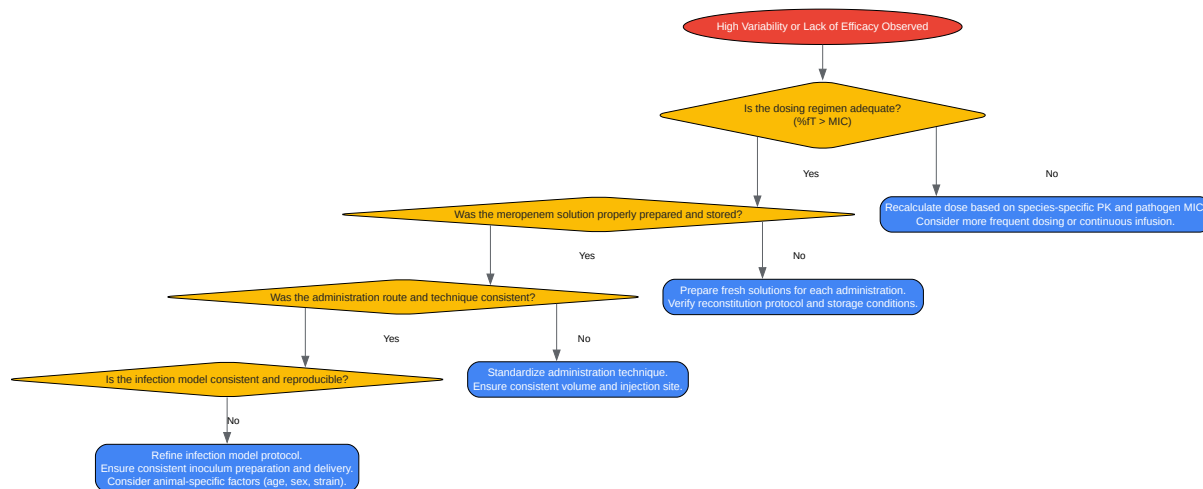 High Variability or Lack of Efficacy Observed
Is the dosing regimen adequate?
(%fT > MIC)
Yes
No
Was the meropenem solution properly prepared and stored?
Recalculate dose based on species-specific PK and pathogen MIC
Consider more frequent dosing or continuous infusion.
Yes
No
Was the administration route and technique consistent?
Prepare fresh solutions for each administration.
Verify reconstitution protocol and storage conditions.
Yes
No
Is the infection model consistent and reproducible?
Standardize administration technique.
Ensure consistent volume and injection site.
No
Refine infection model protocol.
Ensure consistent inoculum preparation and delivery.
Consider animal-specific factors (age, sex, strain).